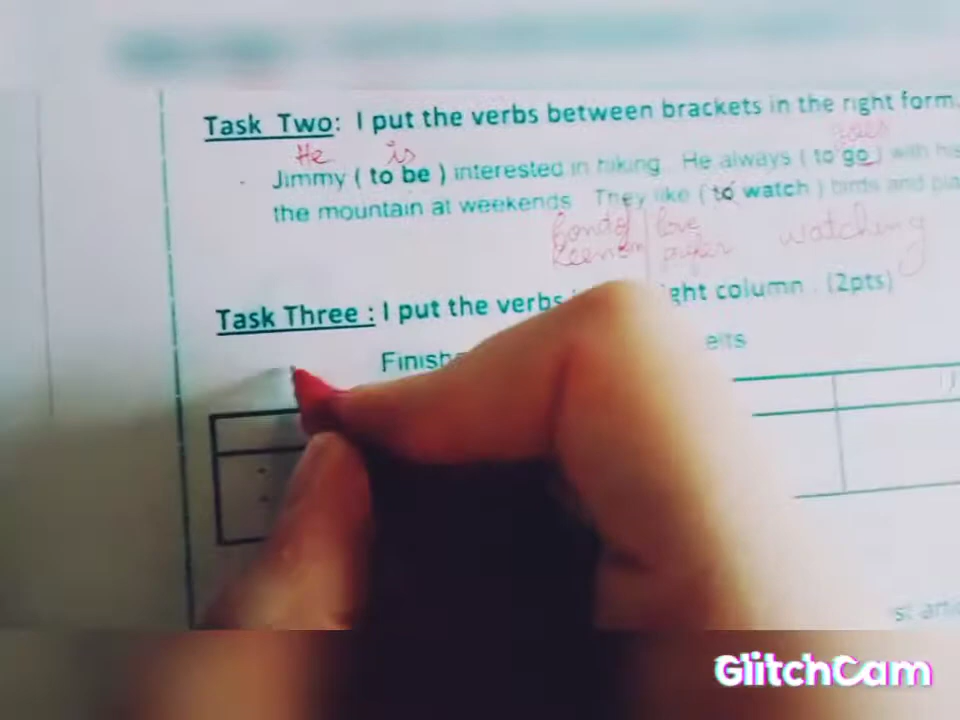 Task Two: I put the verbs between brackets in the right form.
He is goes
Jimmy ( to be ) interested in hiking. He always ( to go ) with his
the mountain at weekends. They like ( to watch ) birds and
fond of love watching
keen on prefer
Task Three : I put the verbs ight column . (2pts)
GlitchCam